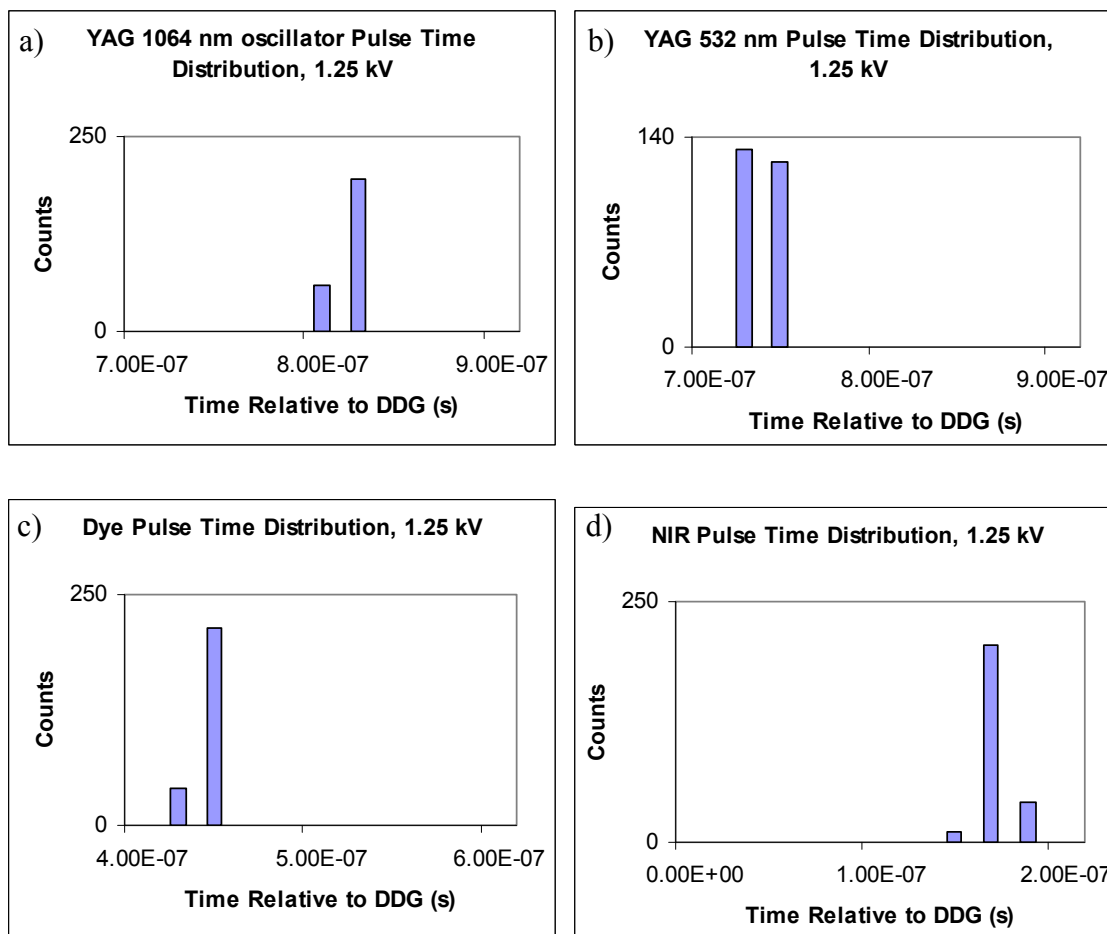 a)
YAG 1064 nm oscillator Pulse Time
Distribution, 1.25 kV
250
0
Counts
7.00E-07 8.00E-07 9.00E-07
Time Relative to DDG (s)
b)
YAG 532 nm Pulse Time Distribution,
1.25 kV
140
0
Counts
7.00E-07 8.00E-07 9.00E-07
Time Relative to DDG (s)
c)
Dye Pulse Time Distribution, 1.25 kV
250
0
Counts
4.00E-07 5.00E-07 6.00E-07
Time Relative to DDG (s)
d)
NIR Pulse Time Distribution, 1.25 kV
250
0
Counts
0.00E+00 1.00E-07 2.00E-07
Time Relative to DDG (s)